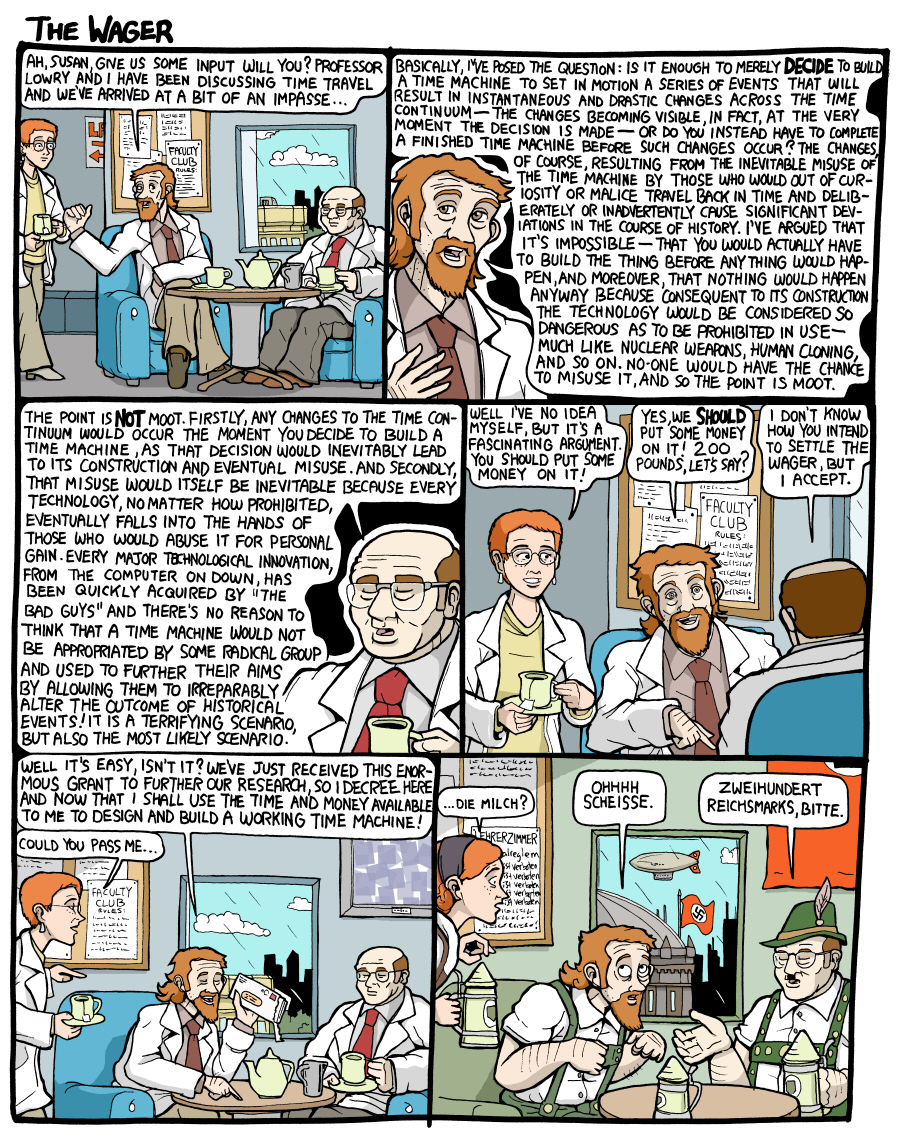 THE WAGER
AH, SUSAN, GIVE US SOME INPUT WILL YOU? PROFESSOR
LOWRY AND I HAVE BEEN DISCUSSING TIME TRAVEL
AND WE'VE ARRIVED AT A BIT OF AN IMPASSE...
FACULTY
CLUB
RULES:
BASICALLY, I'VE POSED THE QUESTION: IS IT ENOUGH TO MERELY DECIDE TO BUILD
A TIME MACHINE TO SET IN MOTION A SERIES OF EVENTS THAT WILL
RESULT IN INSTANTANEOUS AND DRASTIC CHANGES ACROSS THE TIME
CONTINUUM — THE CHANGES BECOMING VISIBLE, IN FACT, AT THE VERY
MOMENT THE DECISION IS MADE — OR DO YOU INSTEAD HAVE TO COMPLETE
A FINISHED TIME MACHINE BEFORE SUCH CHANGES OCCUR? THE CHANGES,
OF COURSE, RESULTING FROM THE INEVITABLE MISUSE OF
THE TIME MACHINE BY THOSE WHO WOULD OUT OF CUR-
IOSITY OR MALICE TRAVEL BACK IN TIME AND DELIB-
ERATELY OR INADVERTENTLY CAUSE SIGNIFICANT DEV-
IATIONS IN THE COURSE OF HISTORY. I'VE ARGUED THAT
IT'S IMPOSSIBLE — THAT YOU WOULD ACTUALLY HAVE
TO BUILD THE THING BEFORE ANYTHING WOULD HAP-
PEN, AND MOREOVER, THAT NOTHING WOULD HAPPEN
ANYWAY BECAUSE CONSEQUENT TO ITS CONSTRUCTION
THE TECHNOLOGY WOULD BE CONSIDERED SO
DANGEROUS AS TO BE PROHIBITED IN USE —
MUCH LIKE NUCLEAR WEAPONS, HUMAN CLONING,
AND SO ON. NO-ONE WOULD HAVE THE CHANCE
TO MISUSE IT, AND SO THE POINT IS MOOT.
THE POINT IS NOT MOOT. FIRSTLY, ANY CHANGES TO THE TIME CON-
TINUUM WOULD OCCUR THE MOMENT YOU DECIDE TO BUILD A
TIME MACHINE, AS THAT DECISION WOULD INEVITABLY LEAD
TO ITS CONSTRUCTION AND EVENTUAL MISUSE. AND SECONDLY,
THAT MISUSE WOULD ITSELF BE INEVITABLE BECAUSE EVERY
TECHNOLOGY, NO MATTER HOW PROHIBITED,
EVENTUALLY FALLS INTO THE HANDS OF
THOSE WHO WOULD ABUSE IT FOR PERSONAL
GAIN. EVERY MAJOR TECHNOLOGICAL INNOVATION,
FROM THE COMPUTER ON DOWN, HAS
BEEN QUICKLY ACQUIRED BY "THE
BAD GUYS" AND THERE'S NO REASON TO
THINK THAT A TIME MACHINE WOULD NOT
BE APPROPRIATED BY SOME RADICAL GROUP
AND USED TO FURTHER THEIR AIMS
BY ALLOWING THEM TO IRREPARABLY
ALTER THE OUTCOME OF HISTORICAL
EVENTS! IT IS A TERRIFYING SCENARIO,
BUT ALSO THE MOST LIKELY SCENARIO.
WELL I'VE NO IDEA
MYSELF, BUT IT'S A
FASCINATING ARGUMENT.
YOU SHOULD PUT SOME
MONEY ON IT!
YES, WE SHOULD
PUT SOME MONEY
ON IT! 200
POUNDS, LET'S SAY?
I DON'T KNOW
HOW YOU INTEND
TO SETTLE THE
WAGER, BUT
I ACCEPT.
FACULTY
CLUB
RULES:
WELL IT'S EASY, ISN'T IT? WE'VE JUST RECEIVED THIS ENOR-
MOUS GRANT TO FURTHER OUR RESEARCH, SO I DECREE HERE
AND NOW THAT I SHALL USE THE TIME AND MONEY AVAILABLE
TO ME TO DESIGN AND BUILD A WORKING TIME MACHINE!
COULD YOU PASS ME...
FACULTY
CLUB
RULES:
...DIE MILCH?
OHHHH
SCHEISSE.
ZWEIHUNDERT
REICHSMARKS, BITTE.
LEHRERZIMMER